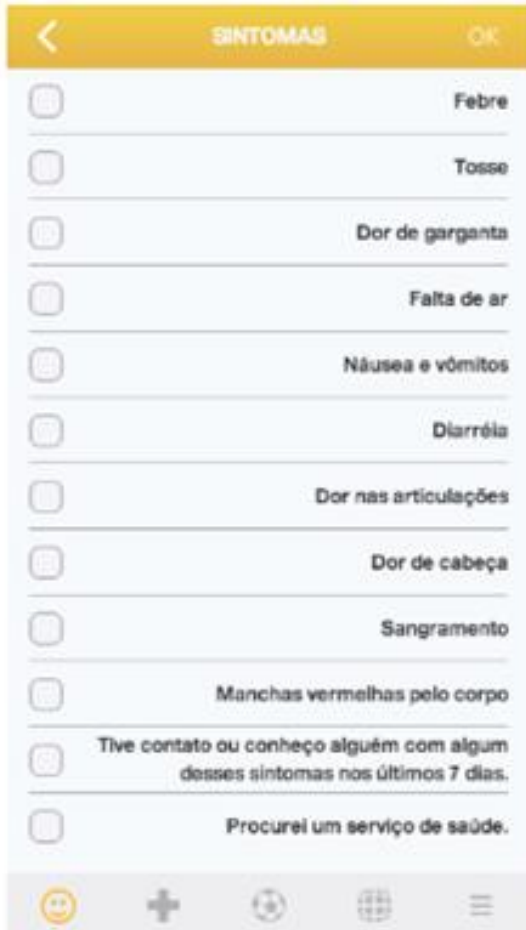 SINTOMAS OK
Febre
Tosse
Dor de garganta
Falta de ar
Náusea e vômitos
Diarréia
Dor nas articulações
Dor de cabeça
Sangramento
Manchas vermelhas pelo corpo
Tive contato ou conheço alguém com algum
desses sintomas nos últimos 7 dias.
Procurei um serviço de saúde.